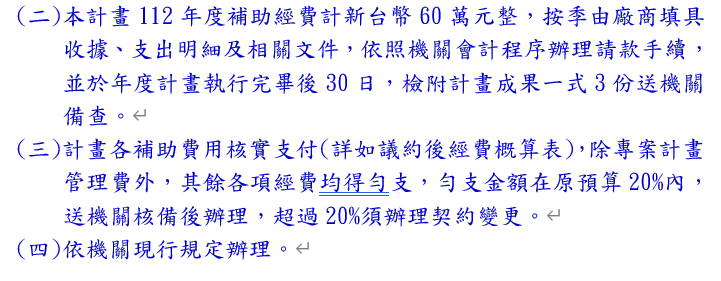 (二)本計畫 112 年度補助經費計新台幣 60 萬元整，按季由廠商填具
收據、支出明細及相關文件，依照機關會計程序辦理請款手續，
並於年度計畫執行完畢後 30 日，檢附計畫成果一式 3 份送機關
備查。
(三)計畫各補助費用核實支付(詳如議約後經費概算表)，除專案計畫
管理費外，其餘各項經費均得勻支，勻支金額在原預算 20%內，
送機關核備後辦理，超過 20%須辦理契約變更。
(四)依機關現行規定辦理。